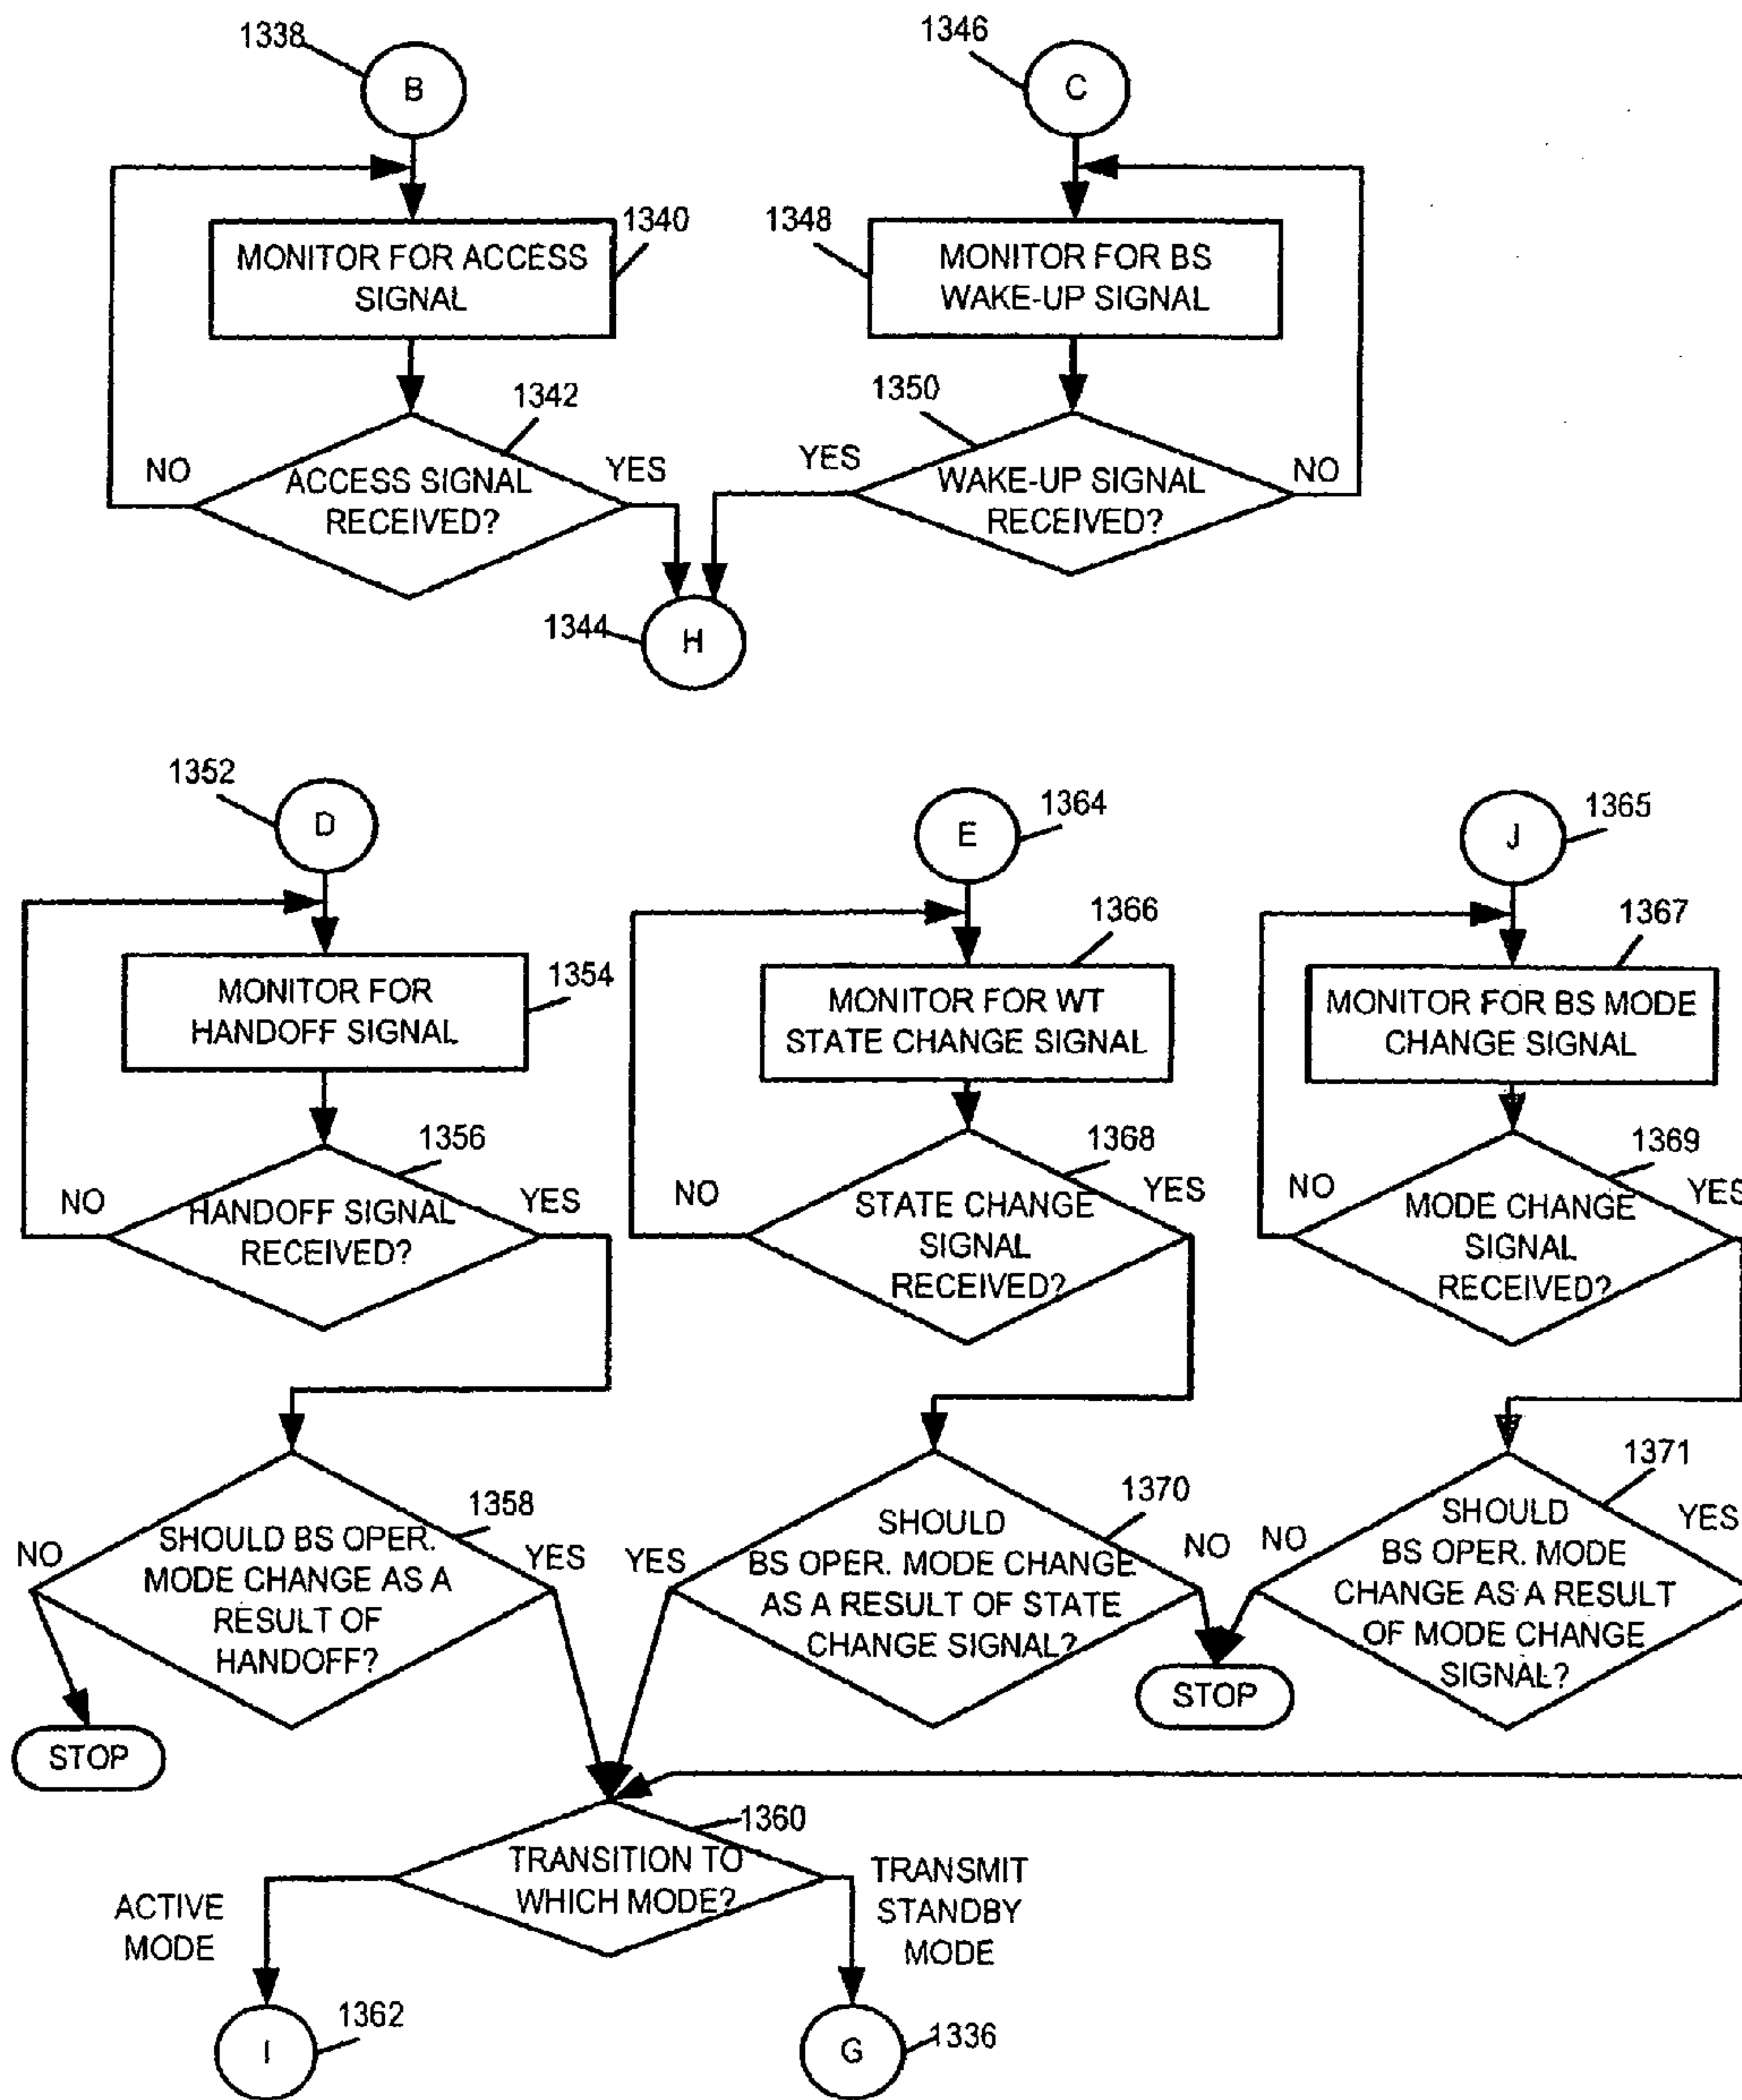 1338
B
1346
C
MONITOR FOR ACCESS
SIGNAL
1340
1348
MONITOR FOR BS
WAKE-UP SIGNAL
1342
NO
ACCESS SIGNAL
RECEIVED?
YES
1350
YES
WAKE-UP SIGNAL
RECEIVED?
NO
1344
H
1352
D
E
1364
J
1365
MONITOR FOR
HANDOFF SIGNAL
1354
1366
MONITOR FOR WT
STATE CHANGE SIGNAL
1367
MONITOR FOR BS MODE
CHANGE SIGNAL
1356
NO
HANDOFF SIGNAL
RECEIVED?
YES
1368
NO
STATE CHANGE
SIGNAL
RECEIVED?
YES
1369
NO
MODE CHANGE
SIGNAL
RECEIVED?
YES
1358
NO
SHOULD BS OPER.
MODE CHANGE AS A
RESULT OF
HANDOFF?
YES
STOP
1370
YES
SHOULD
BS OPER. MODE CHANGE
AS A RESULT OF STATE
CHANGE SIGNAL?
NO
STOP
1371
NO
SHOULD
BS OPER. MODE
CHANGE AS A RESULT
OF MODE CHANGE
SIGNAL?
YES
1360
TRANSITION TO
WHICH MODE?
ACTIVE
MODE
TRANSMIT
STANDBY
MODE
I
1362
G
1336